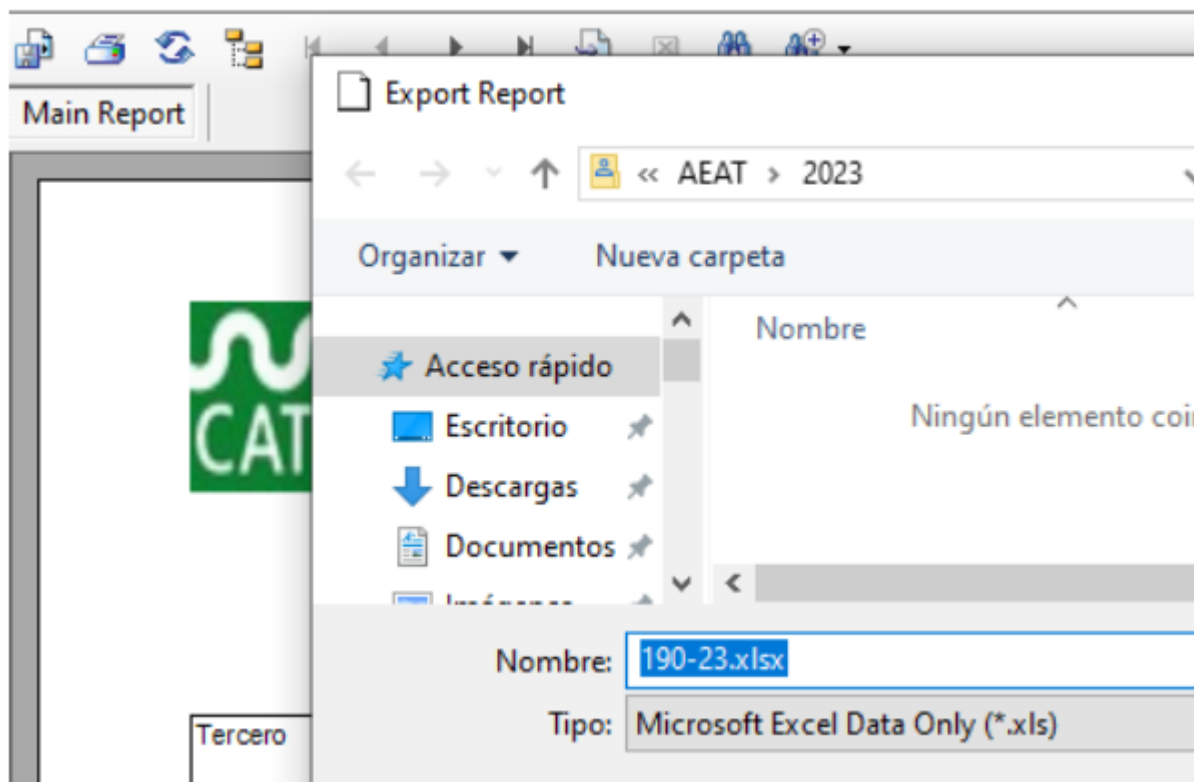 Export Report
Main Report
« AEAT › 2023
Organizar Nueva carpeta
Nombre
Acceso rápido
Ningún elemento
CAT
Escritorio
Descargas
Documentos
Imágenes
Nombre: 190-23.xlsx
Tipo: Microsoft Excel Data Only (*.xls)
Tercero